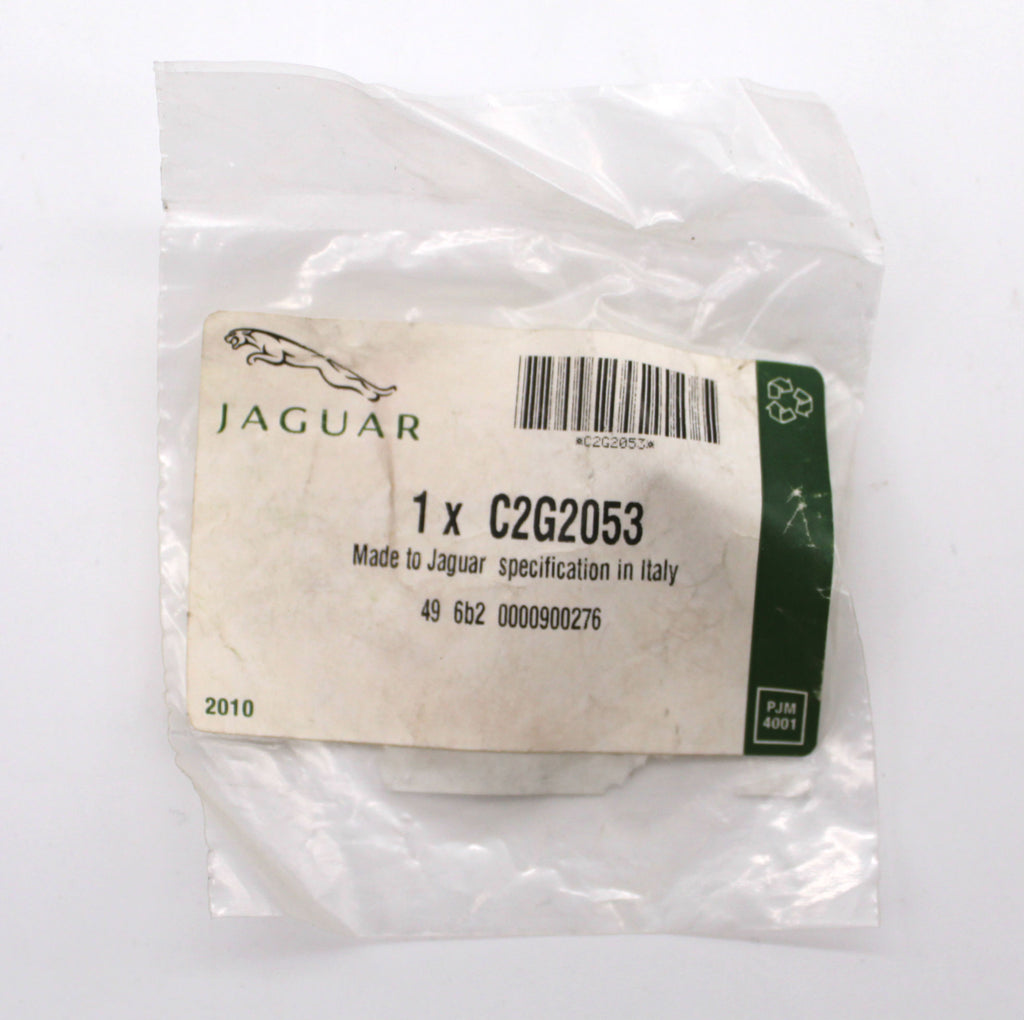 JAGUAR
*C2G2053*
1 x C2G2053
Made to Jaguar specification in Italy
49 6b2 0000900276
2010
PJM
4001